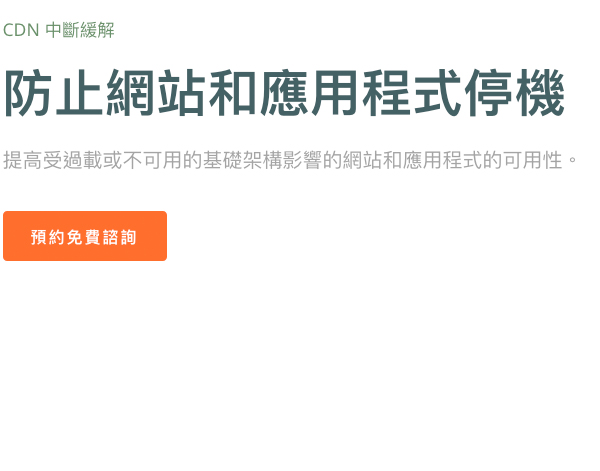 CDN 中斷緩解
防止網站和應用程式停機
提高受過載或不可用的基礎架構影響的網站和應用程式的可用性。
預約免費諮詢